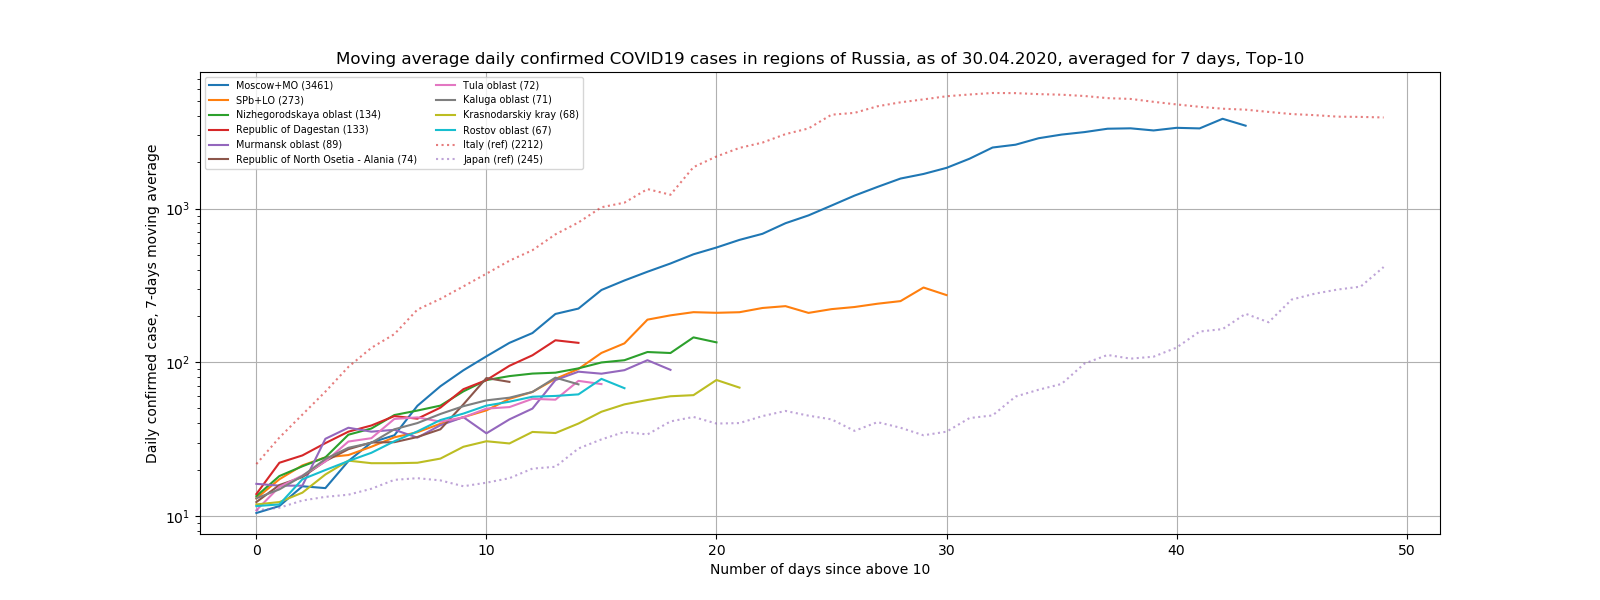 Moving average daily confirmed COVID19 cases in regions of Russia, as of 30.04.2020, averaged for 7 days, Top-10
Moscow+MO (3461)
SPb+LO (273)
Nizhegorodskaya oblast (134)
Republic of Dagestan (133)
Murmansk oblast (89)
Republic of North Osetia - Alania (74)
Tula oblast (72)
Kaluga oblast (71)
Krasnodarskiy kray (68)
Rostov oblast (67)
Italy (ref) (2212)
Japan (ref) (245)
Daily confirmed case, 7-days moving average
10³
10²
10¹
0 10 20 30 40 50
Number of days since above 10